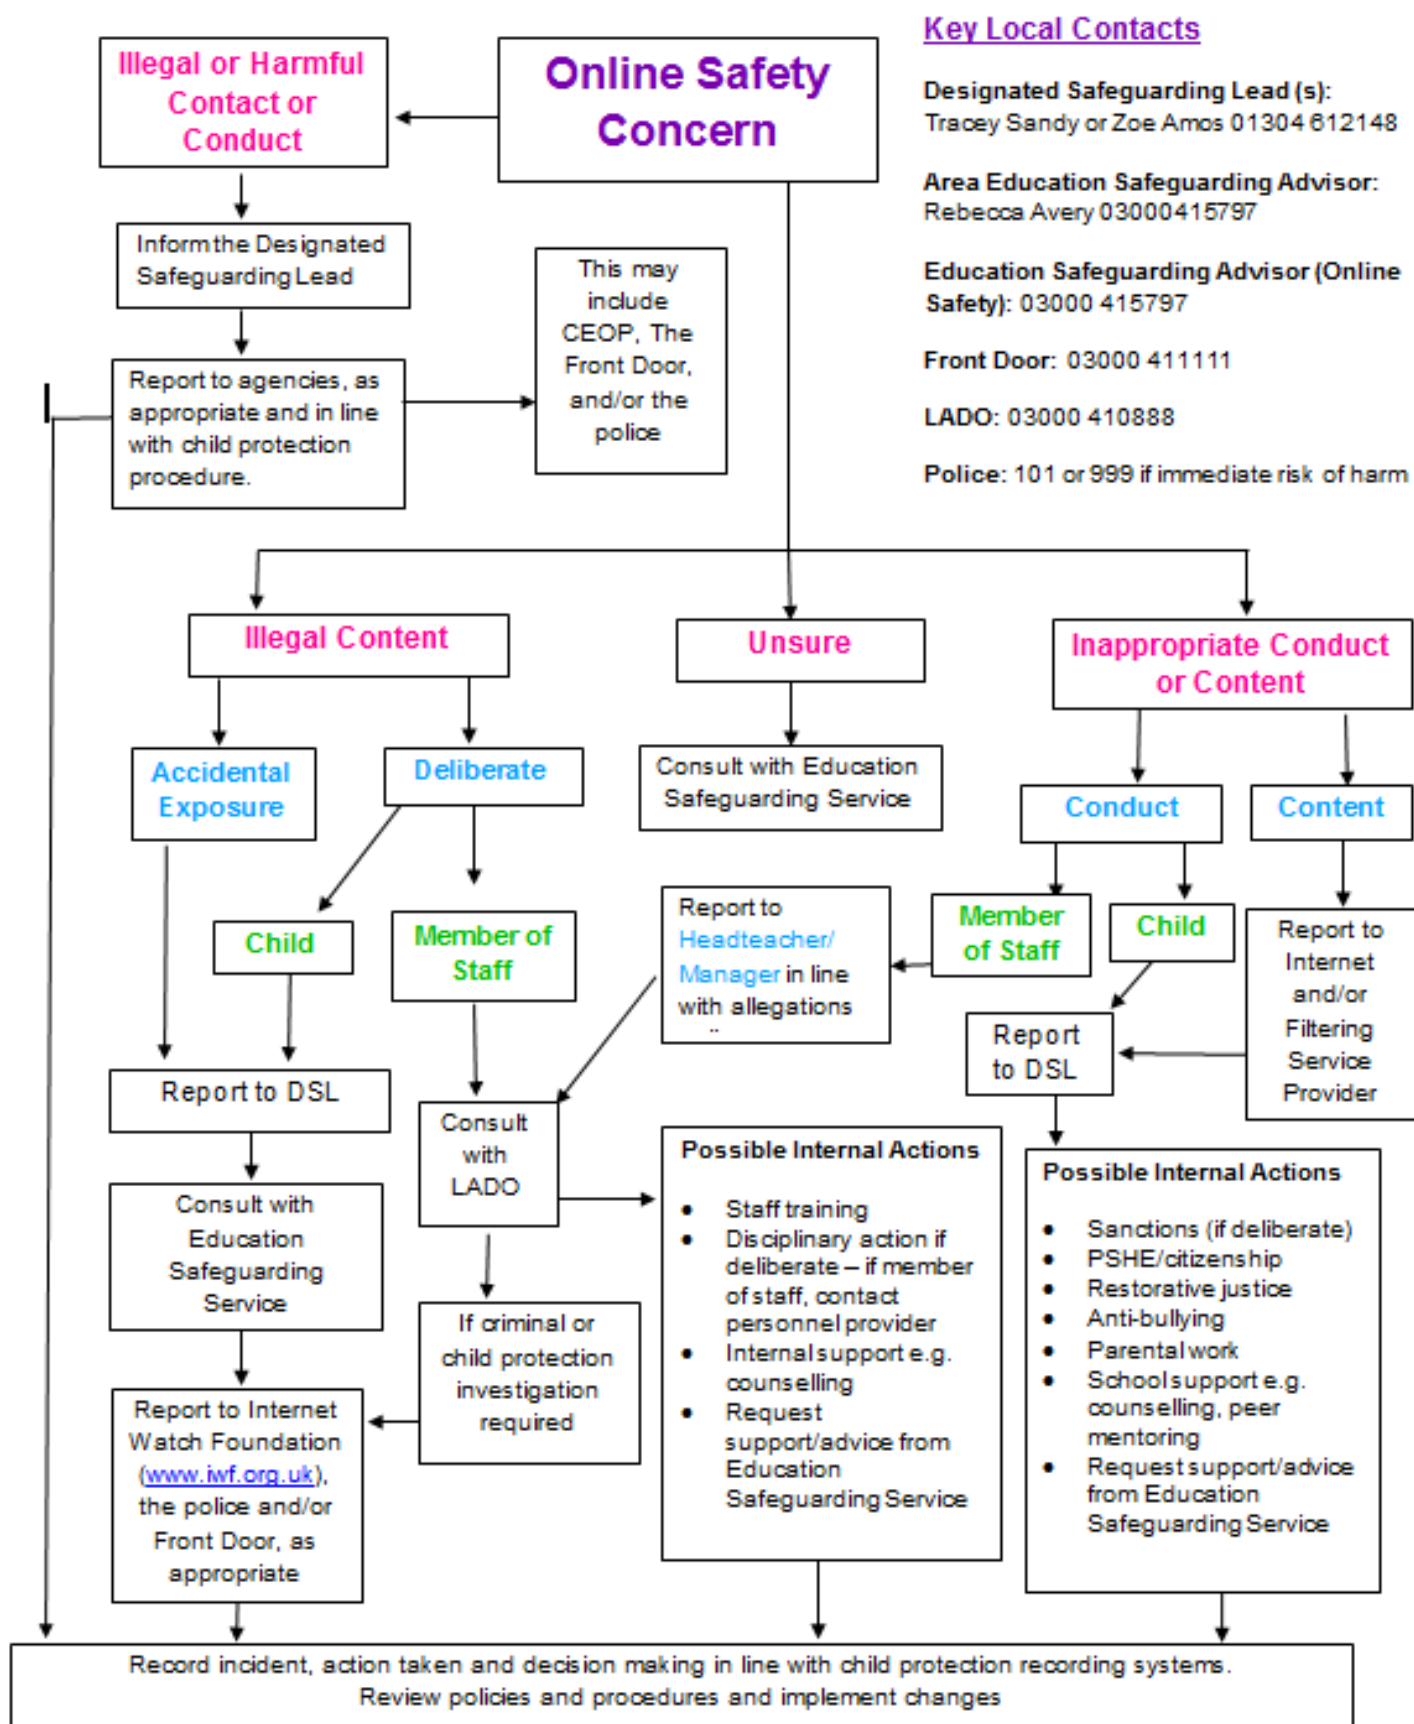 Key Local Contacts
Designated Safeguarding Lead (s):
Tracey Sandy or Zoe Amos 01304 612148
Area Education Safeguarding Advisor:
Rebecca Avery 03000415797
Education Safeguarding Advisor (Online
Safety): 03000 415797
Front Door: 03000 411111
LADO: 03000 410888
Police: 101 or 999 if immediate risk of harm
Online Safety
Concern
Illegal or Harmful
Contact or
Conduct
Inform the Designated
Safeguarding Lead
Report to agencies, as
appropriate and in line
with child protection
procedure.
This may
include
CEOP, The
Front Door,
and/or the
police
Illegal Content
Unsure
Inappropriate Conduct
or Content
Accidental
Exposure
Deliberate
Consult with Education
Safeguarding Service
Conduct
Content
Child
Member of
Staff
Report to
Headteacher/
Manager in line
with allegations
Member
of Staff
Child
Report to
Internet
and/or
Filtering
Service
Provider
Report to DSL
Consult
with
LADO
Report
to DSL
Consult with
Education
Safeguarding
Service
If criminal or
child protection
investigation
required
Report to Internet
Watch Foundation
(www.iwf.org.uk),
the police and/or
Front Door, as
appropriate
Possible Internal Actions
• Staff training
• Disciplinary action if
deliberate – if member
of staff, contact
personnel provider
• Internal support e.g.
counselling
• Request
support/advice from
Education
Safeguarding Service
Possible Internal Actions
• Sanctions (if deliberate)
• PSHE/citizenship
• Restorative justice
• Anti-bullying
• Parental work
• School support e.g.
counselling, peer
mentoring
• Request support/advice
from Education
Safeguarding Service
Record incident, action taken and decision making in line with child protection recording systems.
Review policies and procedures and implement changes